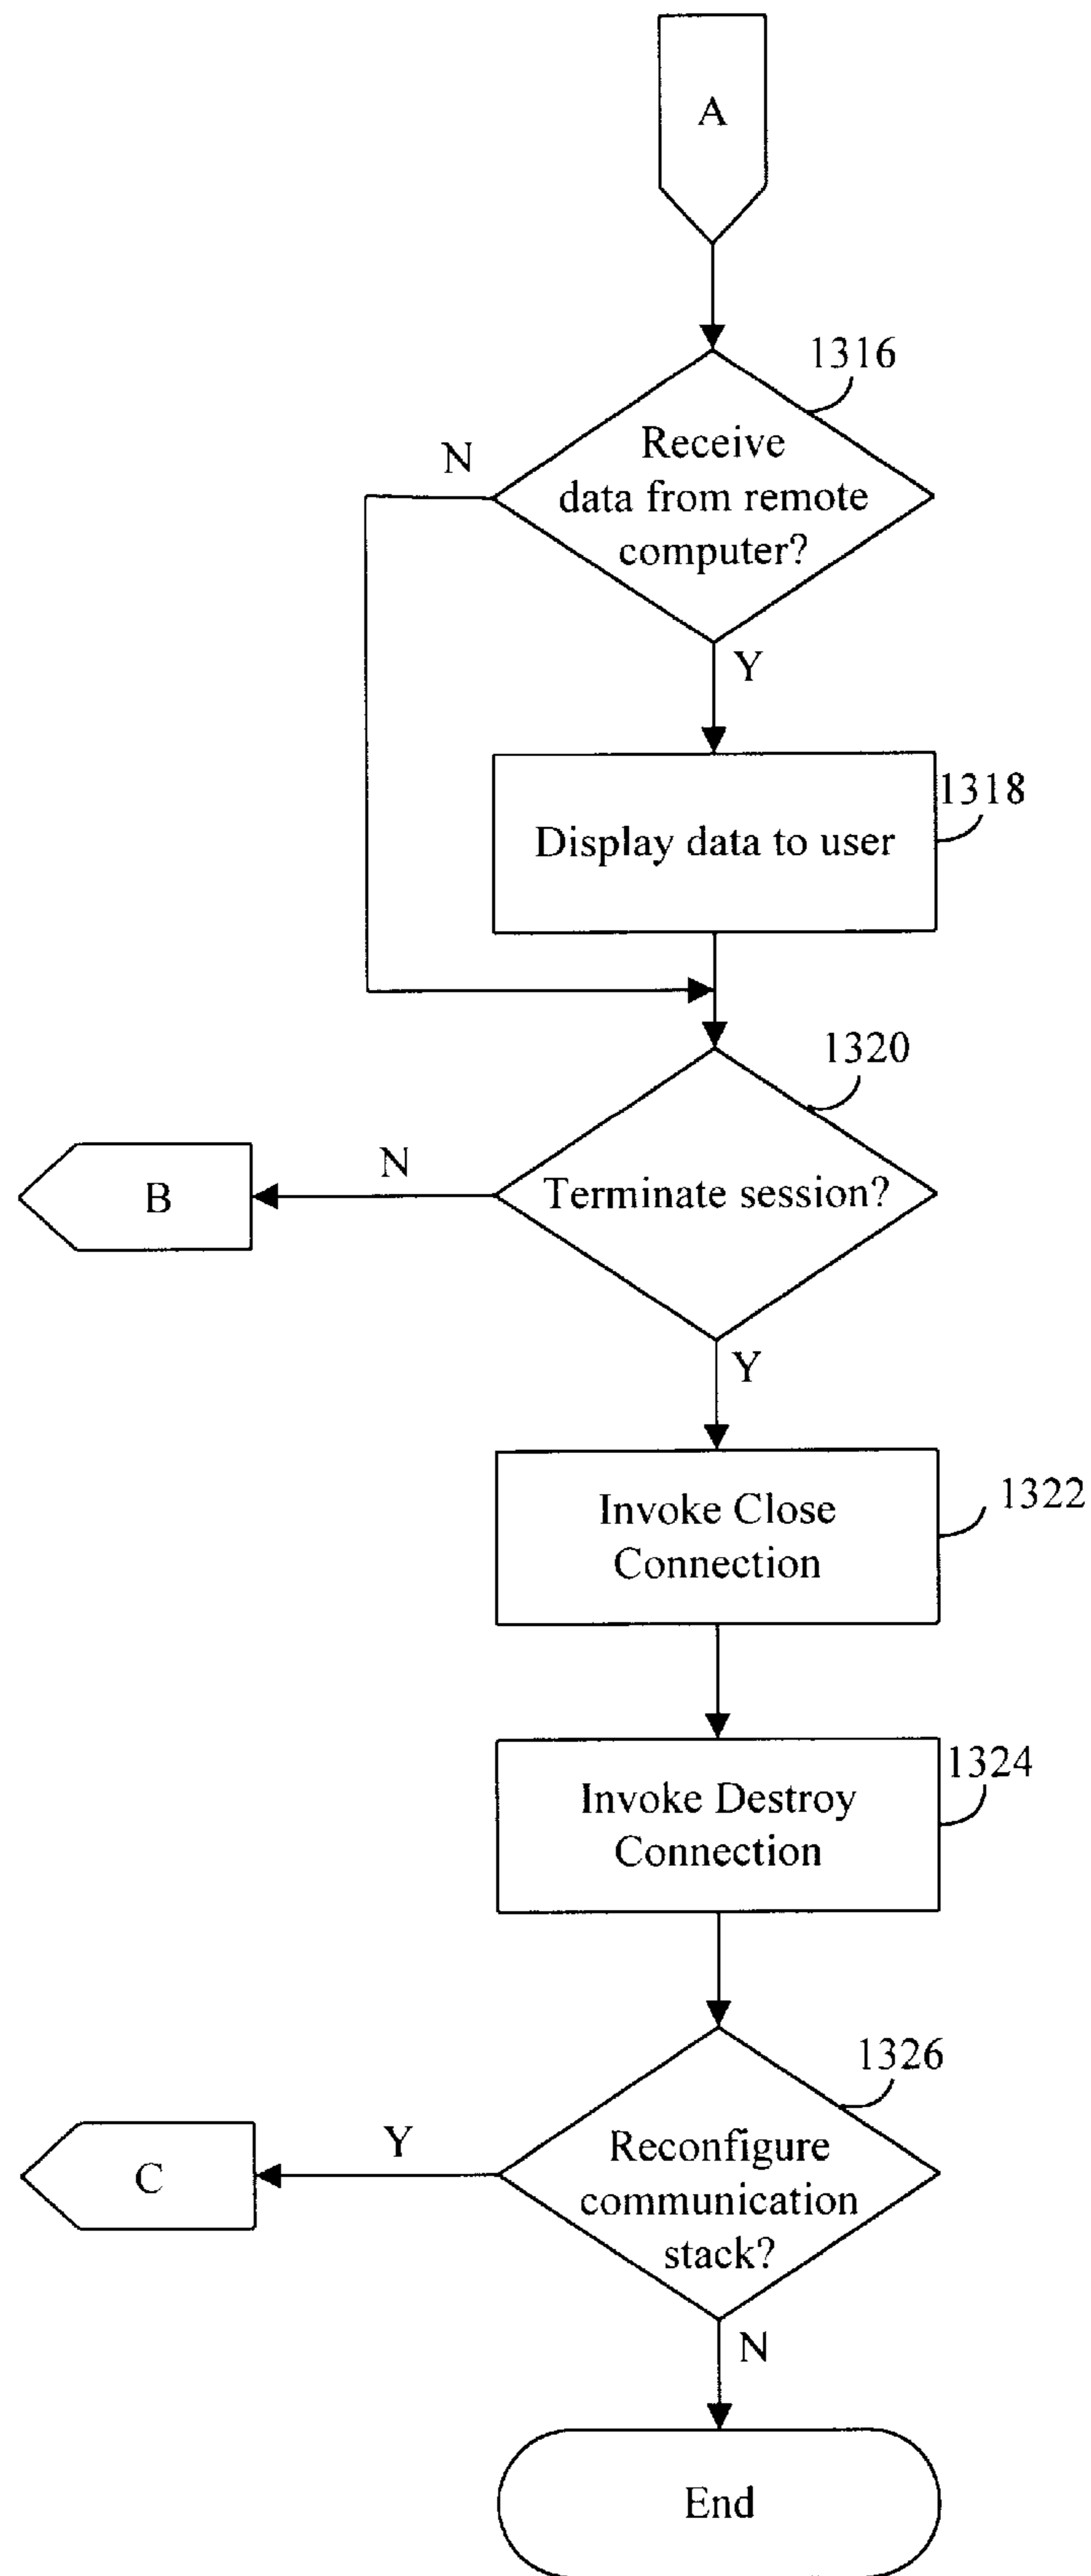 A
1316
N
Receive
data from remote
computer?
Y
1318
Display data to user
1320
N
B
Terminate session?
Y
Invoke Close
Connection
1322
Invoke Destroy
Connection
1324
1326
Y
C
Reconfigure
communication
stack?
N
End